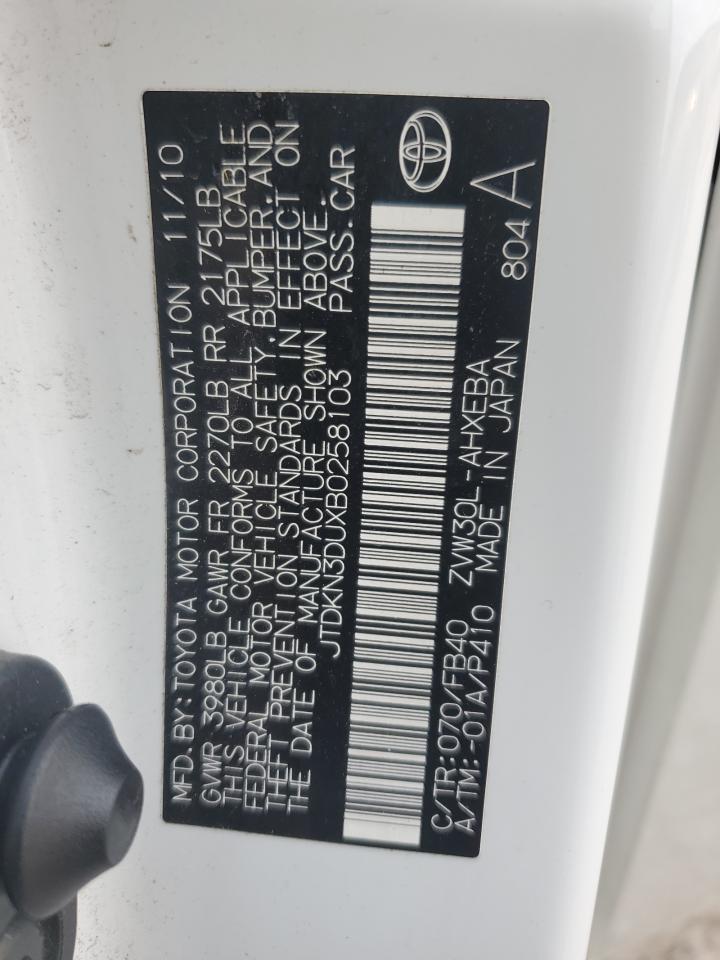 MFD. BY: TOYOTA MOTOR CORPORATION 11/10
GVWR 3980LB GAWR FR 2270LB RR 2175LB
THIS VEHICLE CONFORMS TO ALL APPLICABLE
FEDERAL MOTOR VEHICLE SAFETY, BUMPER, AND
THEFT PREVENTION STANDARDS IN EFFECT ON
THE DATE OF MANUFACTURE SHOWN ABOVE.
JTDKN3DUXB0258103 PASS. CAR
C/TR: 070/FB40 ZVW30L-AHXEBA
A/TM: -01A/P410 MADE IN JAPAN 804 A